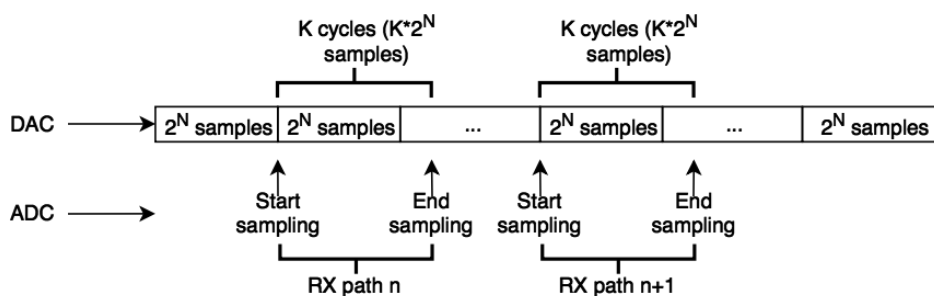 K cycles (K*2^N
samples)
K cycles (K*2^N
samples)
DAC
2^N samples
2^N samples
...
2^N samples
...
2^N samples
ADC
Start
sampling
End
sampling
Start
sampling
End
sampling
RX path n
RX path n+1